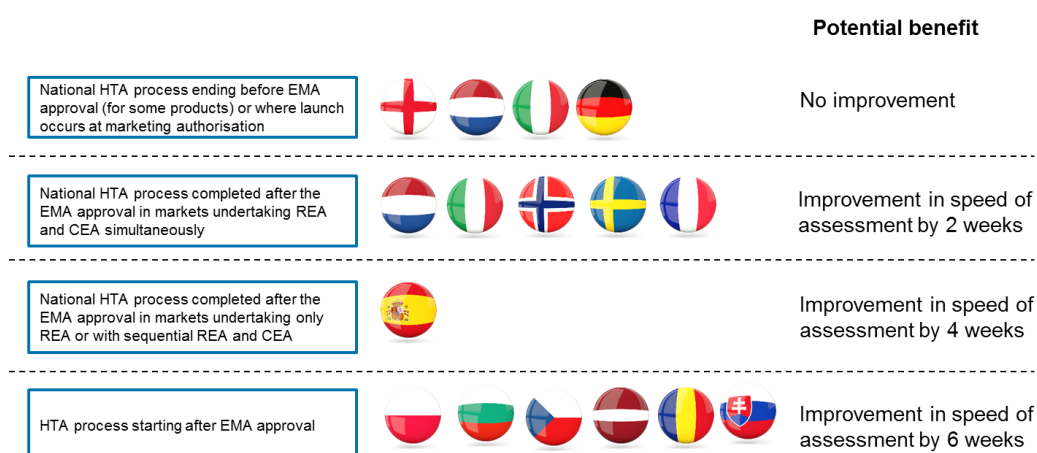 Potential benefit
National HTA process ending before EMA
approval (for some products) or where launch
occurs at marketing authorisation
No improvement
National HTA process completed after the
EMA approval in markets undertaking REA
and CEA simultaneously
Improvement in speed of
assessment by 2 weeks
National HTA process completed after the
EMA approval in markets undertaking only
REA or with sequential REA and CEA
Improvement in speed of
assessment by 4 weeks
HTA process starting after EMA approval
Improvement in speed of
assessment by 6 weeks